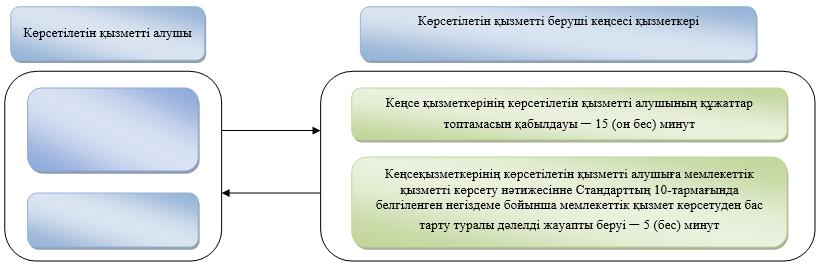 Көрсетілетін қызметті алушы
Көрсетілетін қызметті беруші кеңсесі қызметкері
Кеңсе қызметкерінің көрсетілетін қызметті алушының құжаттар
топтамасын қабылдауы ─ 15 (он бес) минут
Кеңсеқызметкерінің көрсетілетін қызметті алушыға мемлекеттік
қызметті көрсету нәтижесінне Стандарттың 10-тармағында
белгіленген негіздеме бойынша мемлекеттік қызмет көрсетуден бас
тарту туралы дәлелді жауапты беруі ─ 5 (бес) минут